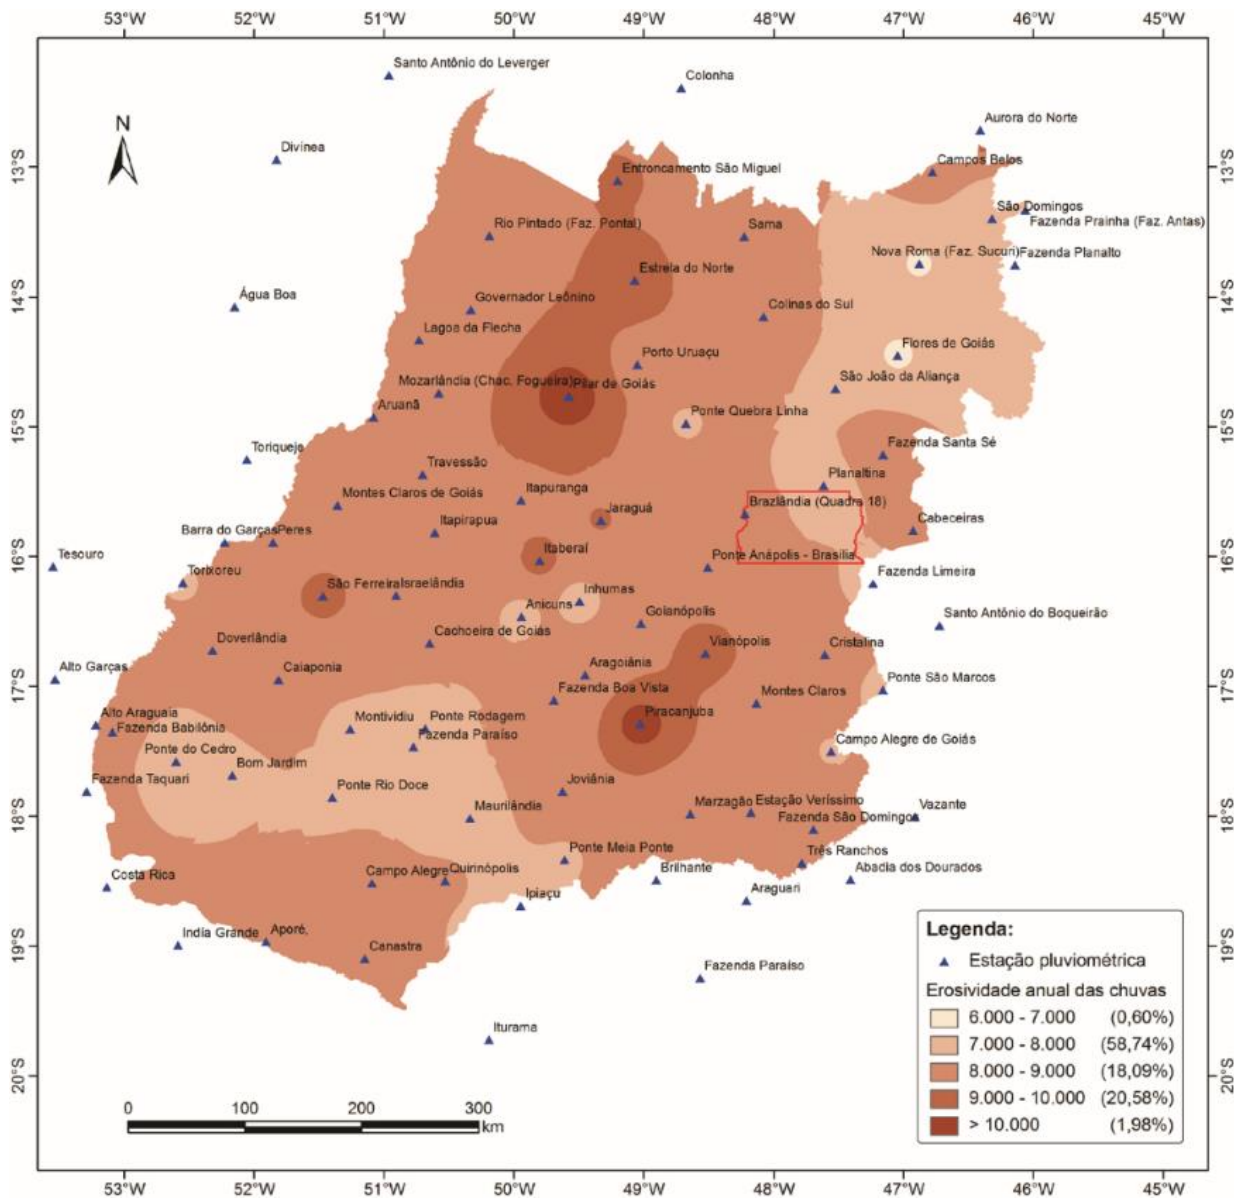 53°W 52°W 51°W 50°W 49°W 48°W 47°W 46°W 45°W
Santo Antônio do Leverger
Colonha
Aurora do Norte
N
Divínea
Campos Belos
13°S 13°S
Entroncamento São Miguel
São Domingos
Fazenda Prainha (Faz. Antas)
Rio Pintado (Faz. Pontal)
Sama
Nova Roma (Faz. Sucuri)
Fazenda Planalto
Estrela do Norte
Água Boa
14°S 14°S
Governador Leônino
Colinas do Sul
Lagoa da Flecha
Flores de Goiás
Porto Uruaçu
Mozarlândia (Chac. Fogueira)
Pilar de Goiás
São João da Aliança
Aruanã
Ponte Quebra Linha
15°S 15°S
Toriqueje
Fazenda Santa Sé
Travessão
Planaltina
Montes Claros de Goiás
Itapuranga
Brazlândia (Quadra 18)
Jaraguá
Itapirapua
Cabeceiras
Barra do Garças
Peres
Tesouro
Itaberaí
Ponte Anápolis - Brasília
16°S 16°S
Torixoreu
São Ferreira
Israelândia
Inhumas
Fazenda Limeira
Anicuns
Goianópolis
Santo Antônio do Boqueirão
Doverlândia
Cachoeira de Goiás
Vianópolis
Cristalina
Alto Garças
Caiaponia
Aragoiânia
Fazenda Boa Vista
Montes Claros
Ponte São Marcos
17°S 17°S
Alto Araguaia
Fazenda Babilônia
Montividiu
Ponte Rodagem
Fazenda Paraíso
Piracanjuba
Campo Alegre de Goiás
Ponte do Cedro
Bom Jardim
Fazenda Taquari
Ponte Rio Doce
Joviânia
Maurilândia
Marzagão
Estação Veríssimo
Fazenda São Domingos
Vazante
18°S 18°S
Ponte Meia Ponte
Três Ranchos
Costa Rica
Campo Alegre
Quirinópolis
Brilhante
Abadia dos Dourados
Ipiaçu
Araguari
India Grande
Aporé.
Canastra
19°S 19°S
Fazenda Paraíso
Iturama
20°S 20°S
Legenda:
Estação pluviométrica
Erosividade anual das chuvas
6.000 - 7.000 (0,60%)
7.000 - 8.000 (58,74%)
8.000 - 9.000 (18,09%)
9.000 - 10.000 (20,58%)
> 10.000 (1,98%)
0 100 200 300
km
53°W 52°W 51°W 50°W 49°W 48°W 47°W 46°W 45°W